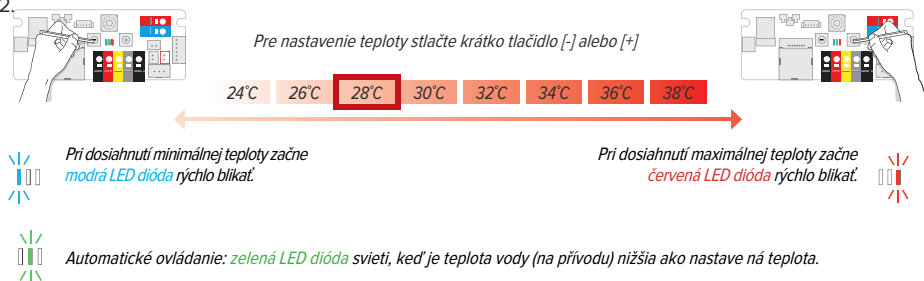 2.
Pre nastavenie teploty stlačte krátko tlačidlo [-] alebo [+]
24°C 26°C 28°C 30°C 32°C 34°C 36°C 38°C
Pri dosiahnutí minimálnej teploty začne
modrá LED dióda rýchlo blikať.
Pri dosiahnutí maximálnej teploty začne
červená LED dióda rýchlo blikať.
Automatické ovládanie: zelená LED dióda svieti, keď je teplota vody (na přívodu) nižšia ako nastave ná teplota.